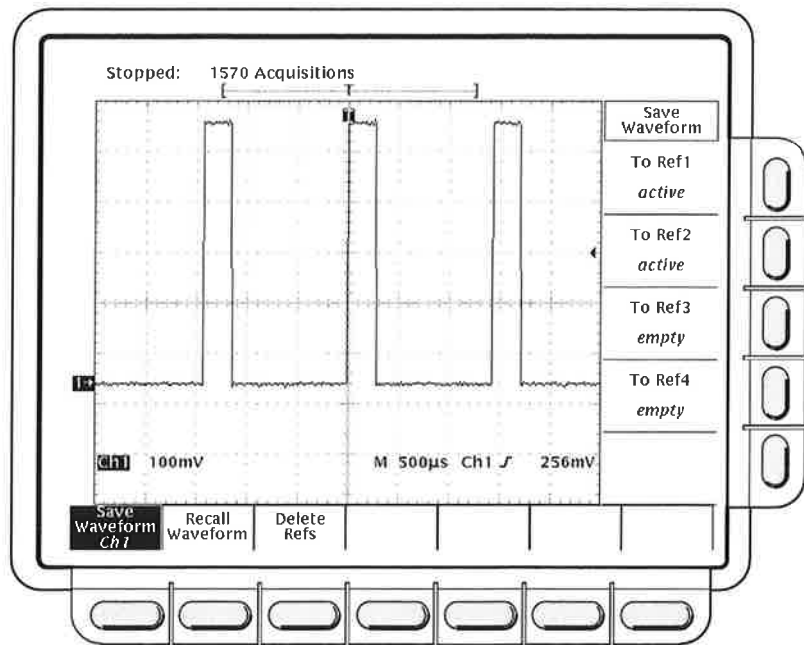 Stopped: 1570 Acquisitions
T
Save
Waveform
To Ref1
active
To Ref2
active
To Ref3
empty
To Ref4
empty
1
Ch1 100mV M 500µs Ch1 256mV
Save
Waveform
Ch1
Recall
Waveform
Delete
Refs